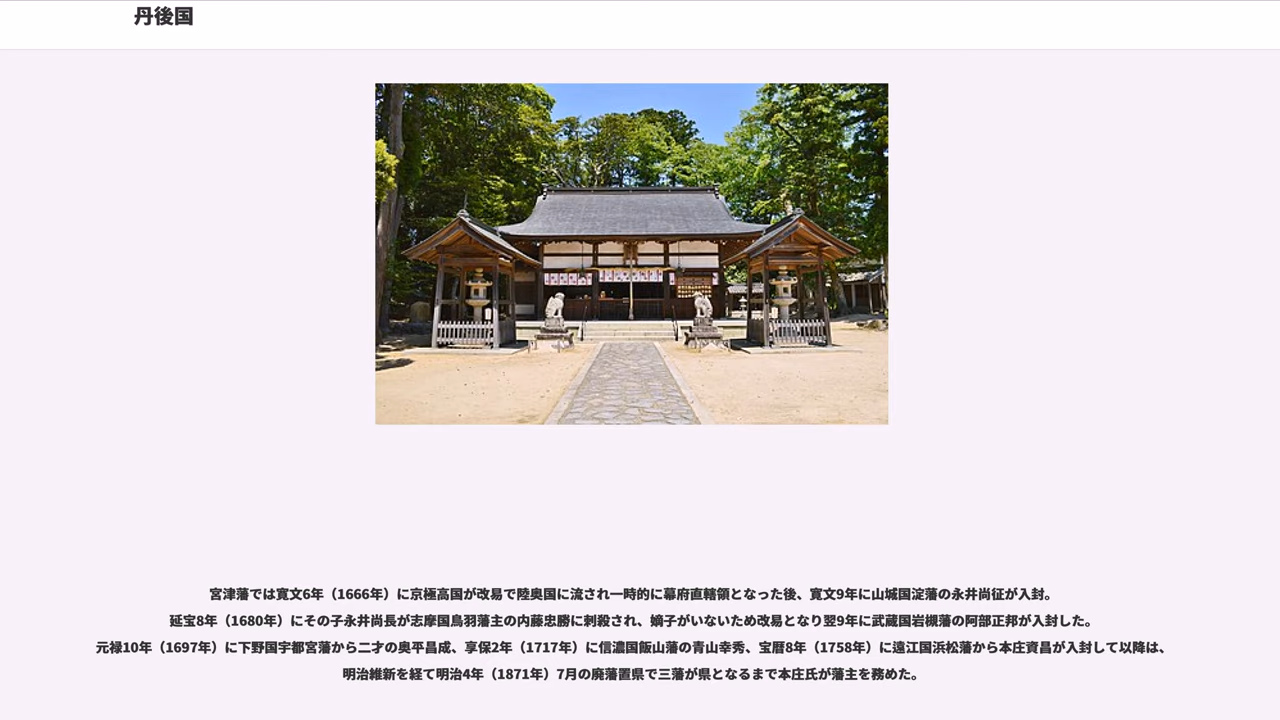 丹後国
宮津藩では寛文6年（1666年）に京極高国が改易で陸奥国に流され一時的に幕府直轄領となった後、寛文9年に山城国淀藩の永井尚征が入封。
延宝8年（1680年）にその子永井尚長が志摩国鳥羽藩主の内藤忠勝に刺殺され、嫡子がいないため改易となり翌9年に武蔵国岩槻藩の阿部正邦が入封した。
元禄10年（1697年）に下野国宇都宮藩から二才の奥平昌成、享保2年（1717年）に信濃国飯山藩の青山幸秀、宝暦8年（1758年）に遠江国浜松藩から本庄資昌が入封して以降は、
明治維新を経て明治4年（1871年）7月の廃藩置県で三藩が県となるまで本庄氏が藩主を務めた。